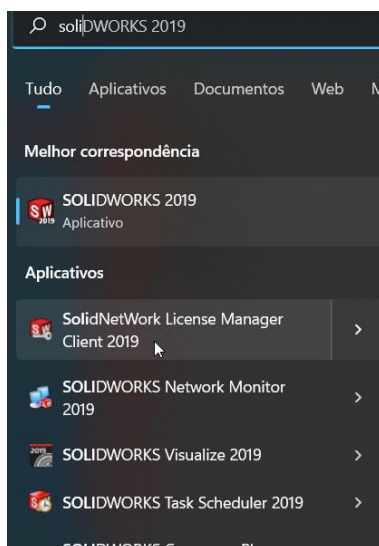 soliDWORKS 2019
Tudo Aplicativos Documentos Web M
Melhor correspondência
SOLIDWORKS 2019
Aplicativo
Aplicativos
SolidNetWork License Manager
Client 2019
SOLIDWORKS Network Monitor
2019
SOLIDWORKS Visualize 2019
SOLIDWORKS Task Scheduler 2019